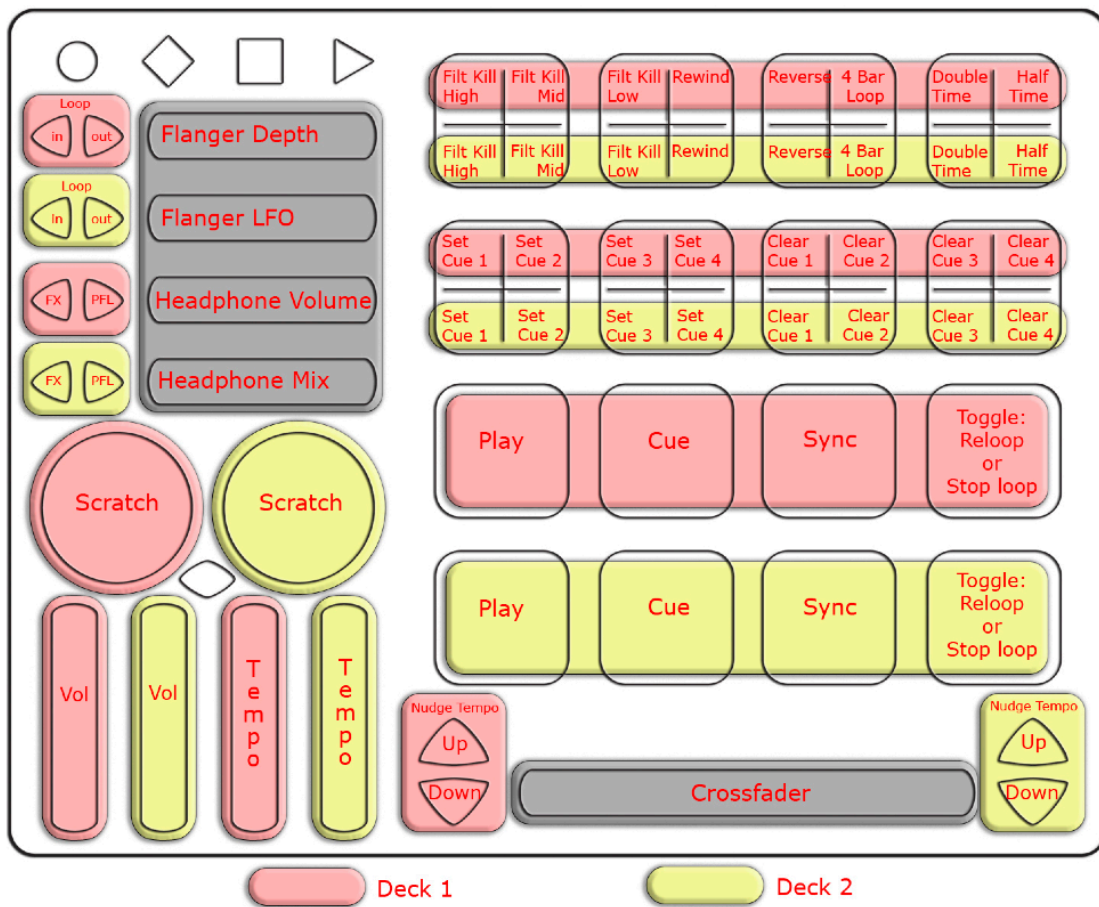 Loop
in out
Loop
In out
FX PFL
FX PFL
Flanger Depth
Flanger LFO
Headphone Volume
Headphone Mix
Scratch
Scratch
Vol
Vol
Tempo
Tempo
Filt Kill Filt Kill Filt Kill Rewind Reverse 4 Bar Double Half
High Mid Low Loop Time Time
Filt Kill Filt Kill Filt Kill Rewind Reverse 4 Bar Double Half
High Mid Low Loop Time Time
Set Set Set Set Clear Clear Clear Clear
Cue 1 Cue 2 Cue 3 Cue 4 Cue 1 Cue 2 Cue 3 Cue 4
Set Set Set Set Clear Clear Clear Clear
Cue 1 Cue 2 Cue 3 Cue 4 Cue 1 Cue 2 Cue 3 Cue 4
Play Cue Sync
Toggle:
Reloop
or
Stop loop
Play Cue Sync
Toggle:
Reloop
or
Stop loop
Nudge Tempo
Up
Down
Crossfader
Nudge Tempo
Up
Down
Deck 1
Deck 2